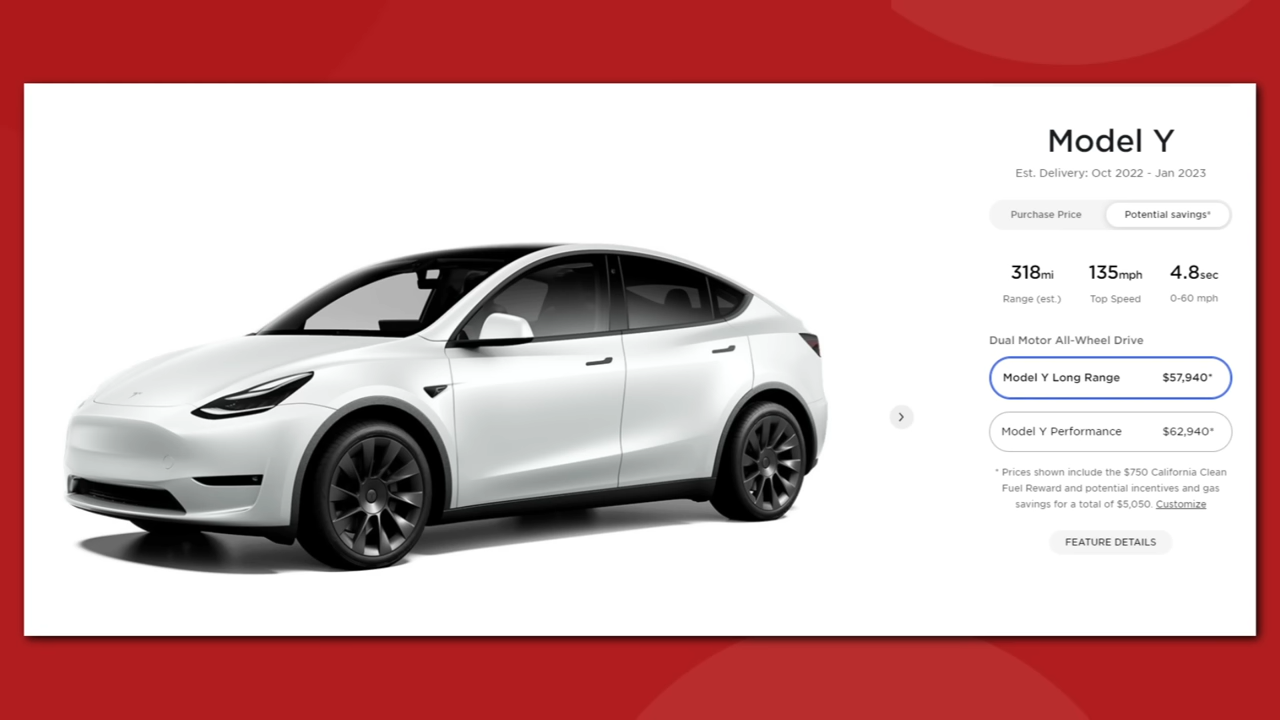 Model Y
Est. Delivery: Oct 2022 - Jan 2023
Purchase Price Potential savings*
318mi 135mph 4.8sec
Range (est.) Top Speed 0-60 mph
Dual Motor All-Wheel Drive
Model Y Long Range $57,940*
Model Y Performance $62,940*
* Prices shown include the $750 California Clean
Fuel Reward and potential incentives and gas
savings for a total of $5,050. Customize
FEATURE DETAILS